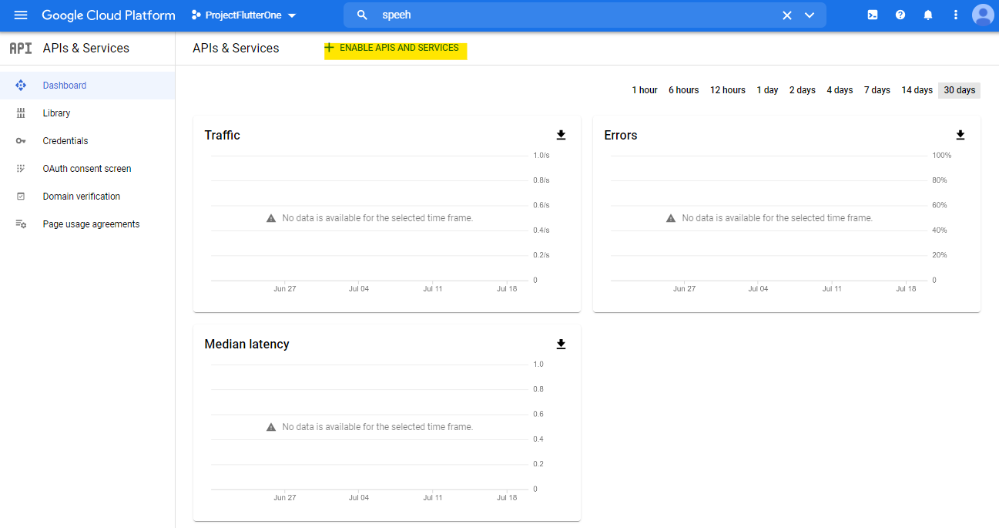 Google Cloud Platform ProjectFlutterOne speeh
API APIs & Services
APIs & Services + ENABLE APIS AND SERVICES
Dashboard
Library
Credentials
OAuth consent screen
Domain verification
Page usage agreements
1 hour 6 hours 12 hours 1 day 2 days 4 days 7 days 14 days 30 days
Traffic
1.0/s
0.8/s
0.6/s
No data is available for the selected time frame.
0.4/s
0.2/s
0
Jun 27 Jul 04 Jul 11 Jul 18
Errors
100%
80%
60%
No data is available for the selected time frame.
40%
20%
0
Jun 27 Jul 04 Jul 11 Jul 18
Median latency
1.0
0.8
0.6
No data is available for the selected time frame.
0.4
0.2
0
Jun 27 Jul 04 Jul 11 Jul 18